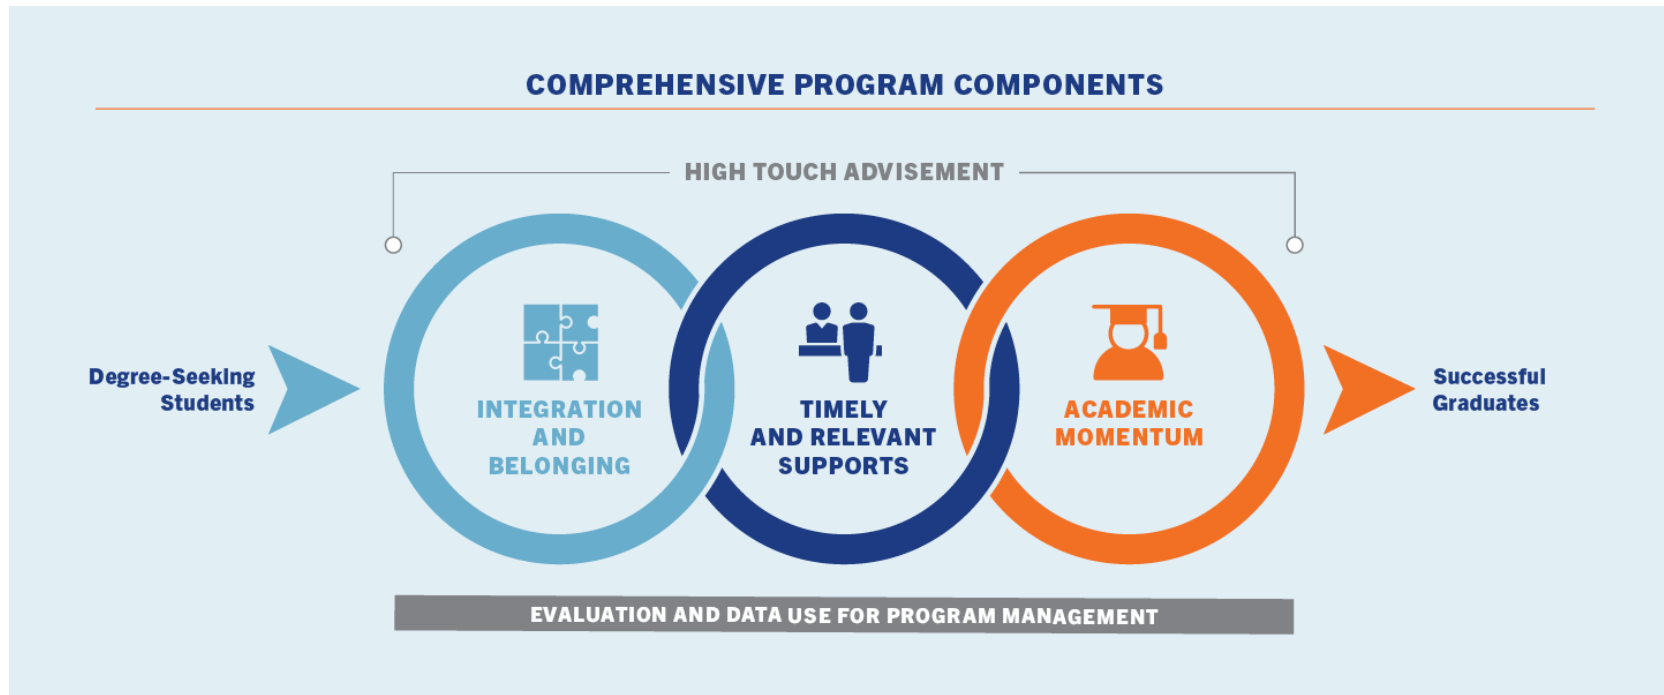 COMPREHENSIVE PROGRAM COMPONENTS
HIGH TOUCH ADVISEMENT
Degree-Seeking
Students
INTEGRATION
AND
BELONGING
TIMELY
AND RELEVANT
SUPPORTS
ACADEMIC
MOMENTUM
Successful
Graduates
EVALUATION AND DATA USE FOR PROGRAM MANAGEMENT